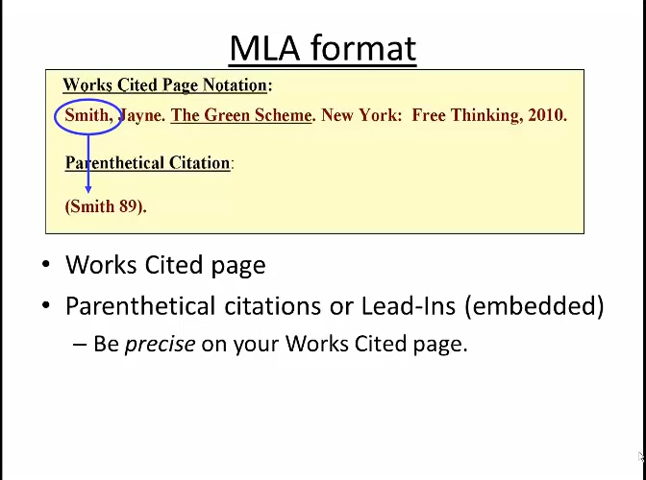 MLA format
Works Cited Page Notation:
Smith, Jayne. The Green Scheme. New York: Free Thinking, 2010.
Parenthetical Citation:
(Smith 89).
• Works Cited page
• Parenthetical citations or Lead-Ins (embedded)
– Be precise on your Works Cited page.